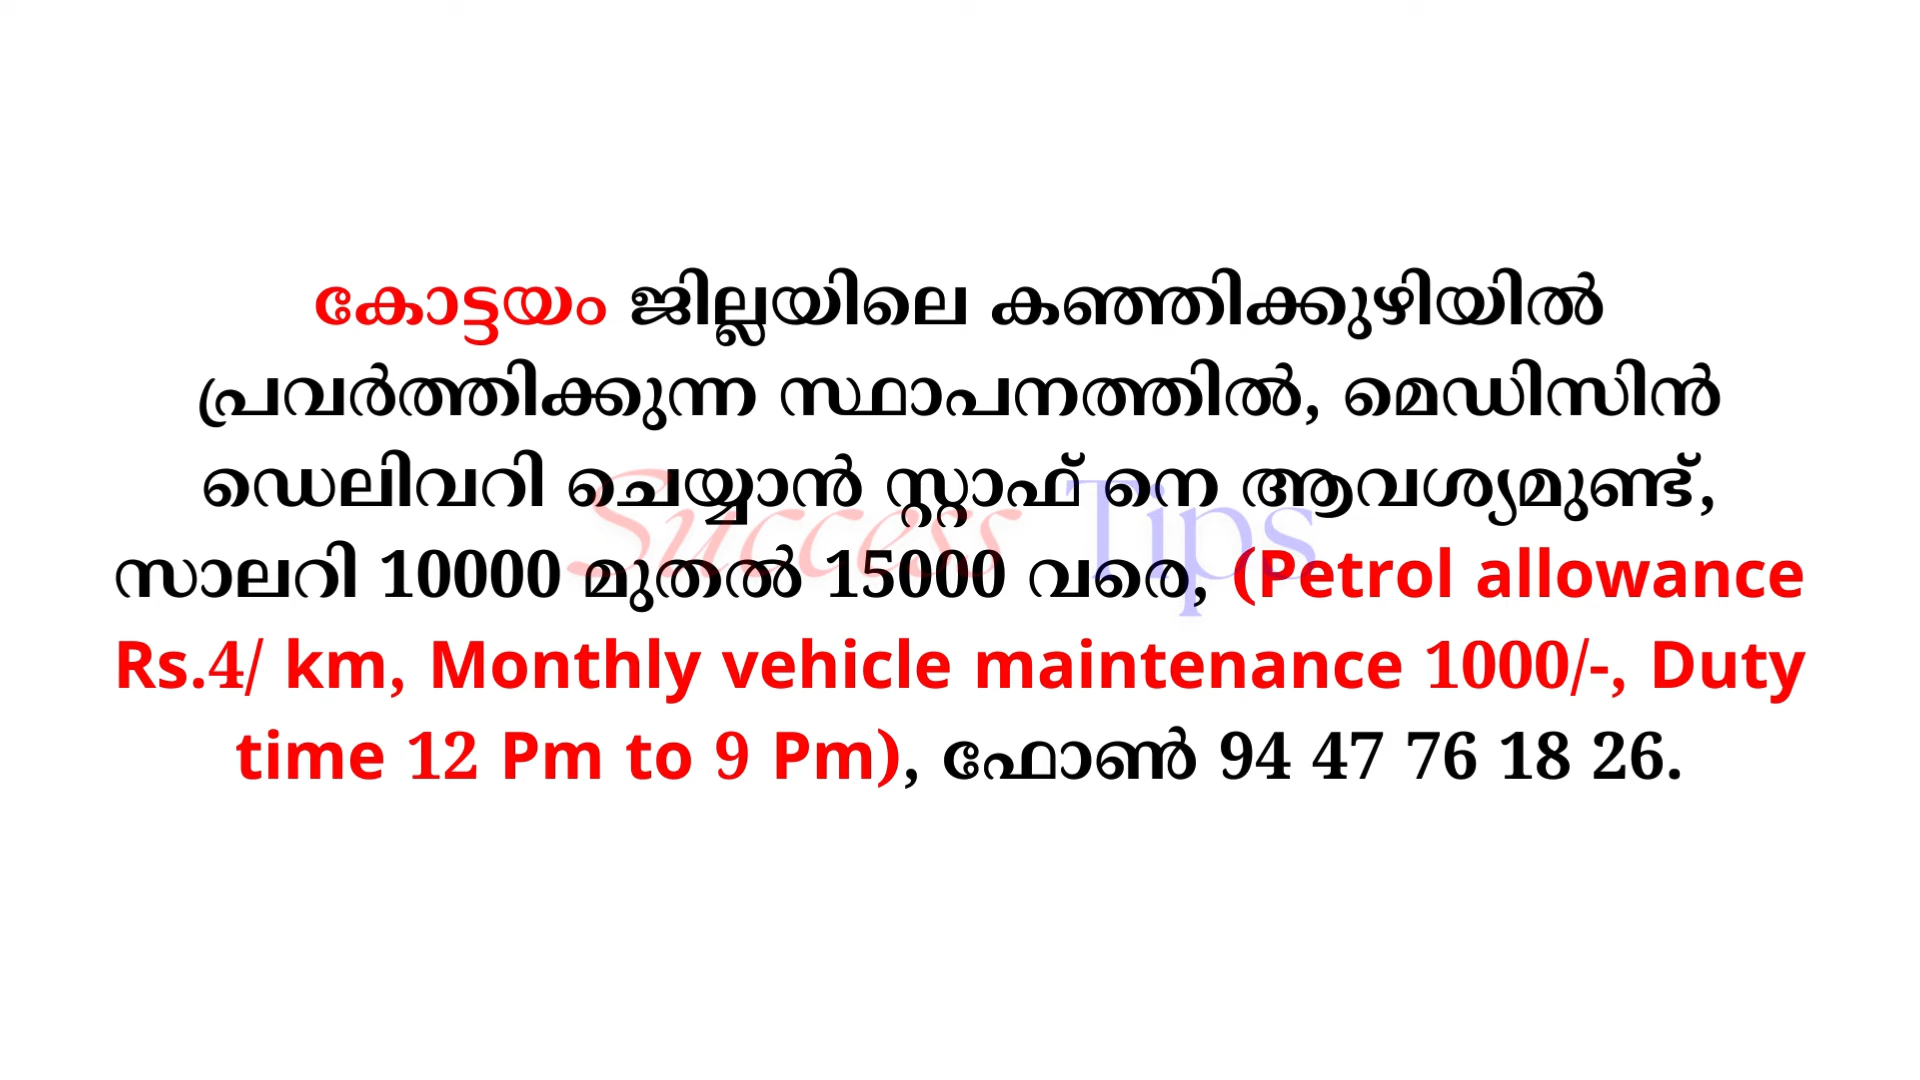 കോട്ടയം ജില്ലയിലെ കഞ്ഞിക്കുഴിയിൽ
പ്രവർത്തിക്കുന്ന സ്ഥാപനത്തിൽ, മെഡിസിൻ
ഡെലിവറി ചെയ്യാൻ സ്റ്റാഫ് നെ ആവശ്യമുണ്ട്,
സാലറി 10000 മുതൽ 15000 വരെ, (Petrol allowance
Rs.4/ km, Monthly vehicle maintenance 1000/-, Duty
time 12 Pm to 9 Pm), ഫോൺ 94 47 76 18 26.
Success Tips